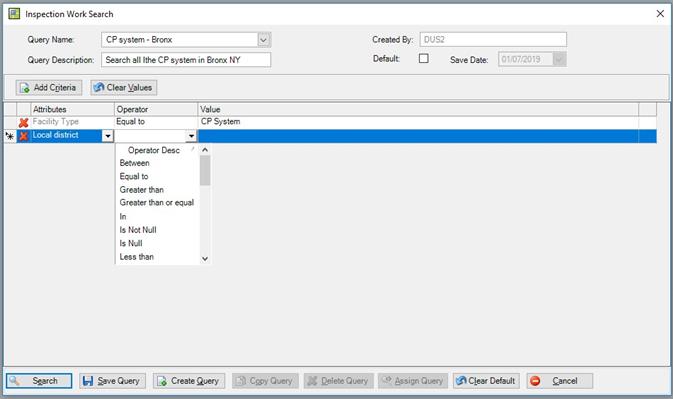 Inspection Work Search
Query Name: CP system - Bronx Created By: DUS2
Query Description: Search all lthe CP system in Bronx NY Default: Save Date: 01/07/2019
Add Criteria Clear Values
Attributes Operator Value
Facility Type Equal to CP System
Local district
Operator Desc
Between
Equal to
Greater than
Greater than or equal
In
Is Not Null
Is Null
Less than
Search Save Query Create Query Copy Query Delete Query Assign Query Clear Default Cancel